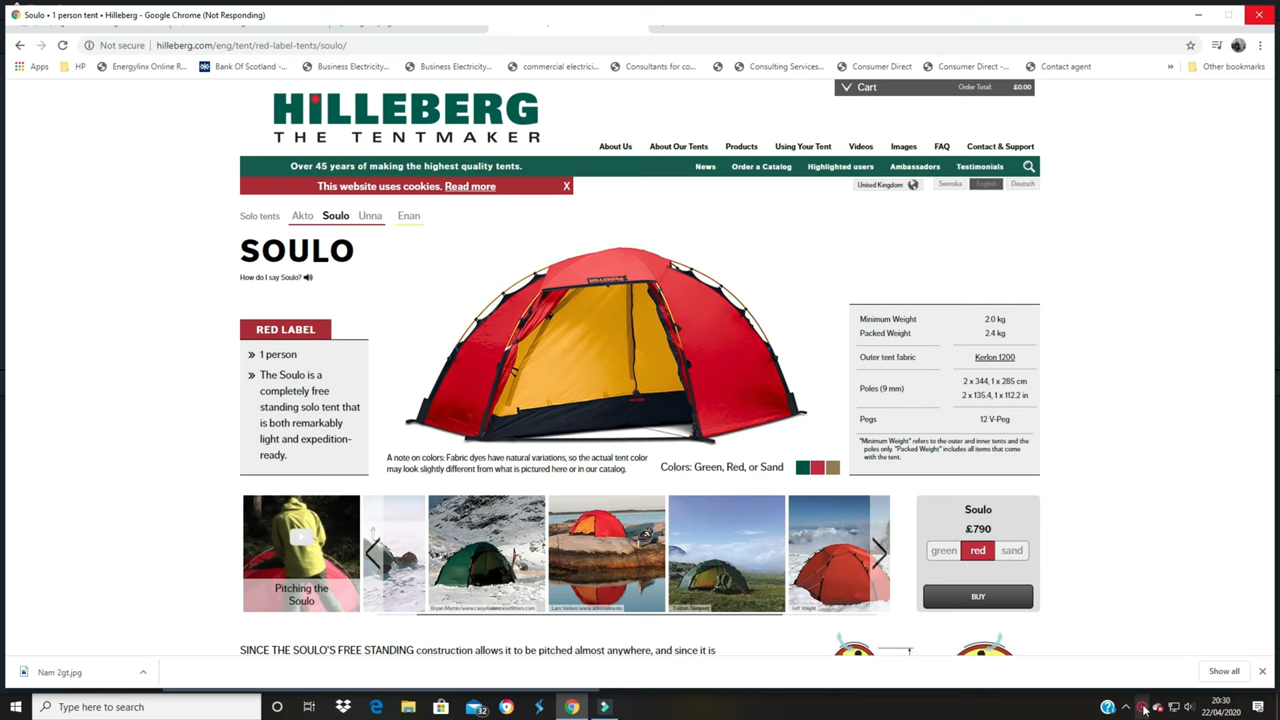 Soulo • 1 person tent • Hilleberg - Google Chrome (Not Responding)
Not secure | hilleberg.com/eng/tent/red-label-tents/soulo/
Apps HP Energylinx Online R... Bank Of Scotland -... Business Electricity... Business Electricity... commercial electrici... Consultants for co... Consulting Services... Consumer Direct Consumer Direct -... Contact agent » Other bookmarks
Cart Order Total: £0.00
HILLEBERG
THE TENTMAKER
About Us About Our Tents Products Using Your Tent Videos Images FAQ Contact & Support
Over 45 years of making the highest quality tents.
News Order a Catalog Highlighted users Ambassadors Testimonials
This website uses cookies. Read more X
United Kingdom Svenska English Deutsch
Solo tents Akto Soulo Unna Enan
SOULO
How do I say Soulo?
HILLEBERG
RED LABEL
» 1 person
» The Soulo is a
completely free
standing solo tent that
is both remarkably
light and expedition-
ready.
Minimum Weight 2.0 kg
Packed Weight 2.4 kg
Outer tent fabric Kerlon 1200
Poles (9 mm) 2 x 344, 1 x 285 cm
2 x 135.4, 1 x 112.2 in
Pegs 12 V-Peg
"Minimum Weight" refers to the outer and inner tents and the
poles only. "Packed Weight" includes all items that come
with the tent.
A note on colors: Fabric dyes have natural variations, so the actual tent color
may look slightly different from what is pictured here or in our catalog.
Colors: Green, Red, or Sand
Pitching the
Soulo
Soulo
£790
green red sand
BUY
SINCE THE SOULO'S FREE STANDING construction allows it to be pitched almost anywhere, and since it is
Nam 2gt.jpg
Show all
Type here to search
32
20:30
22/04/2020